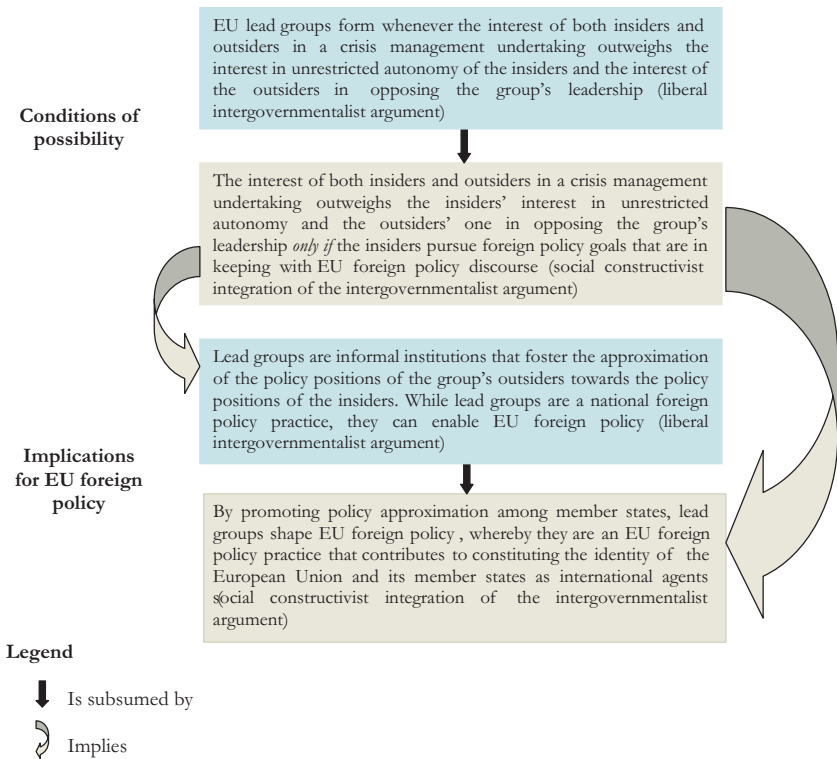 EU lead groups form whenever the interest of both insiders and
outsiders in a crisis management undertaking outweighs the
interest in unrestricted autonomy of the insiders and the interest of
the outsiders in opposing the group's leadership (liberal
intergovernmentalist argument)
Conditions of
possibility
The interest of both insiders and outsiders in a crisis management
undertaking outweighs the insiders' interest in unrestricted
autonomy and the outsiders' one in opposing the group's
leadership only if the insiders pursue foreign policy goals that are in
keeping with EU foreign policy discourse (social constructivist
integration of the intergovernmentalist argument)
Lead groups are informal institutions that foster the approximation
of the policy positions of the group's outsiders towards the policy
positions of the insiders. While lead groups are a national foreign
policy practice, they can enable EU foreign policy (liberal
intergovernmentalist argument)
Implications
for EU foreign
policy
By promoting policy approximation among member states, lead
groups shape EU foreign policy , whereby they are an EU foreign
policy practice that contributes to constituting the identity of the
European Union and its member states as international agents
(social constructivist integration of the intergovernmentalist
argument)
Legend
Is subsumed by
Implies